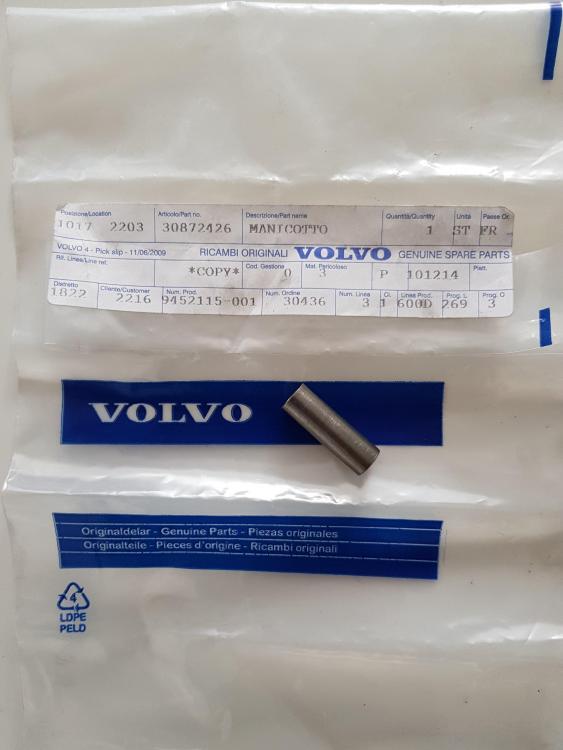 Posizione/Location Articolo/Part no. Descrizione/Part name Quantità/Quantity Unità Paese Or.
1017 2203 30872426 MANICOTTO 1 ST FR
VOLVO 4 - Pick slip - 11/06/2009 RICAMBI ORIGINALI VOLVO GENUINE SPARE PARTS
Rif. Linea/Line ref. *COPY* Cod. Gestione 0 Mat. Pericoloso 3 P 101214 Piatt.
Distretto Cliente/Customer Num. Prod. Num. Ordine Num. Linea Cl. Linea Prod. Prog. L Prog. O
1822 2216 9452115-001 30436 3 1 600D 269 3
VOLVO
Originaldelar - Genuine Parts - Piezas originales
Originalteile - Pieces d'origine - Ricambi originali
4
LDPE
PELD